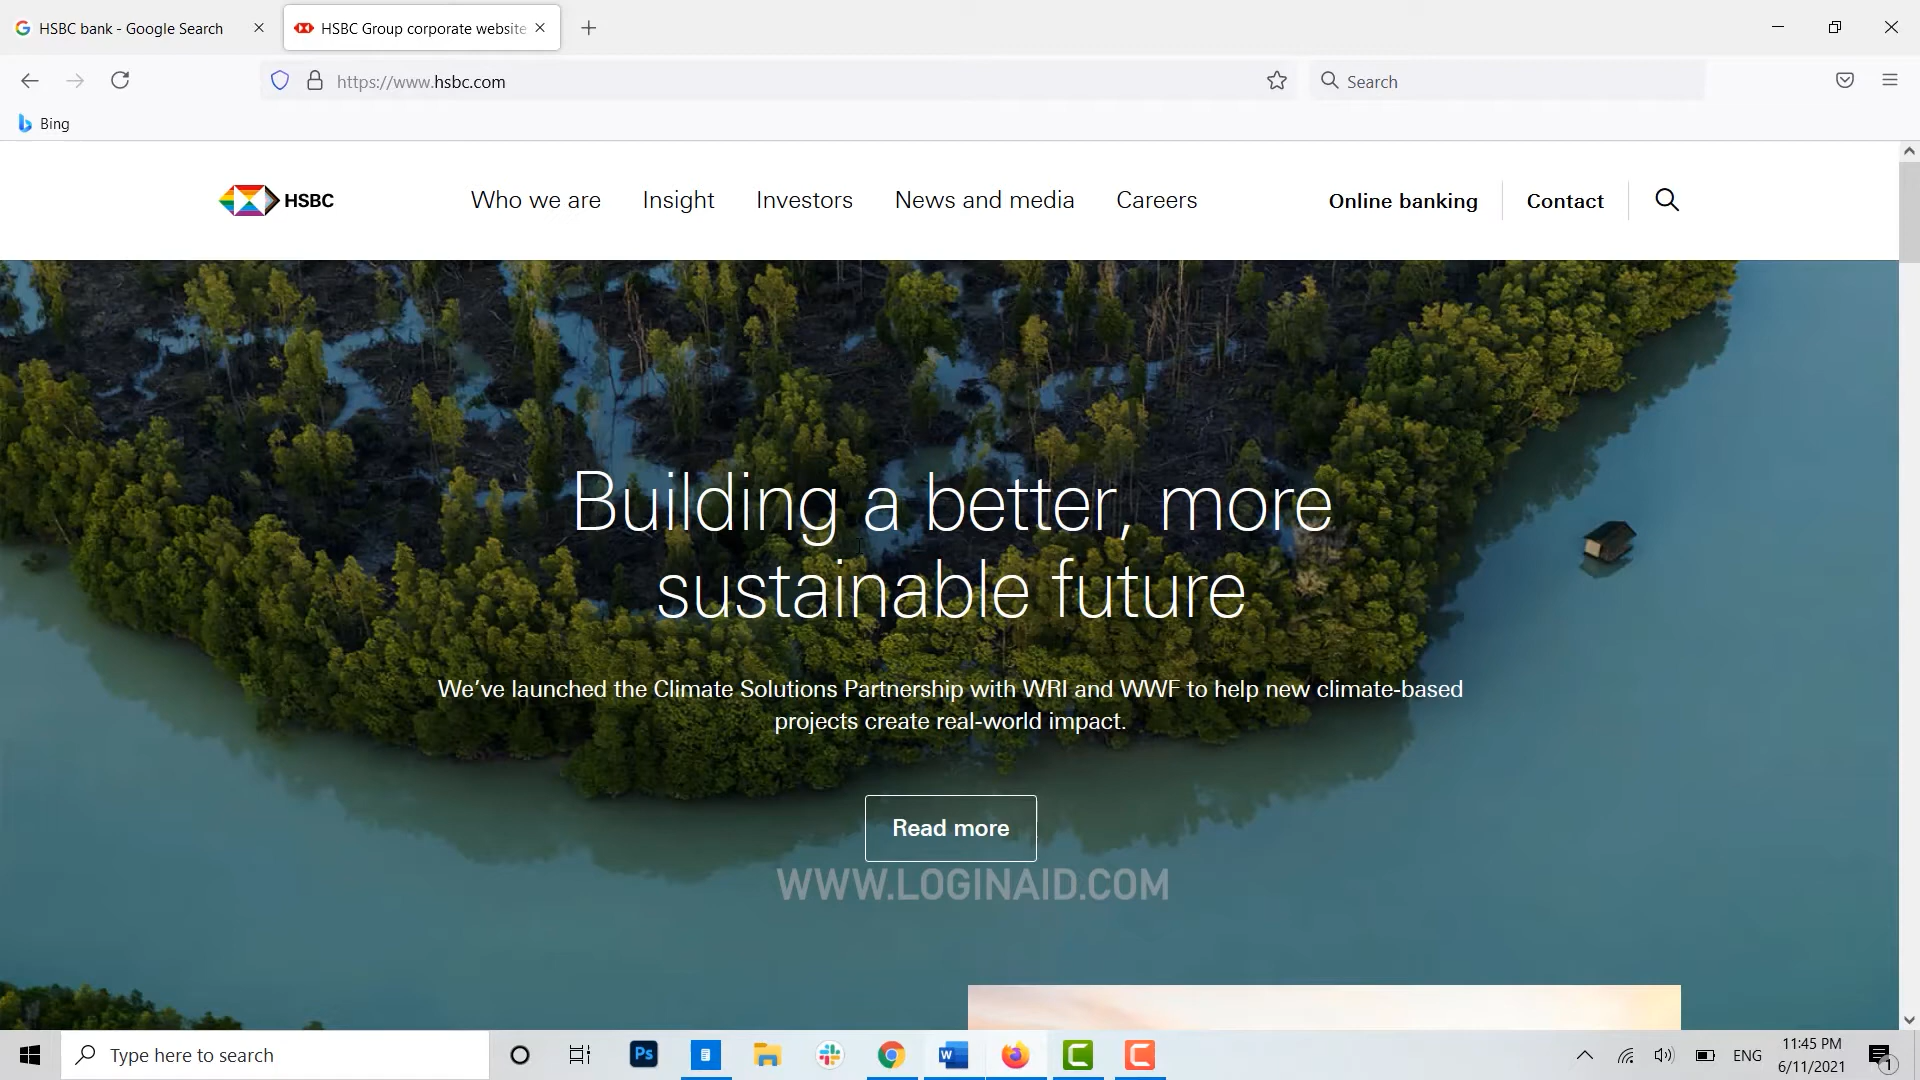 HSBC bank - Google Search
HSBC Group corporate website
https://www.hsbc.com
Search
Bing
HSBC
Who we are
Insight
Investors
News and media
Careers
Online banking
Contact
Building a better, more
sustainable future
We’ve launched the Climate Solutions Partnership with WRI and WWF to help new climate-based
projects create real-world impact.
Read more
WWW.LOGINAID.COM
Type here to search
Ps
W
ENG
11:45 PM
6/11/2021
1